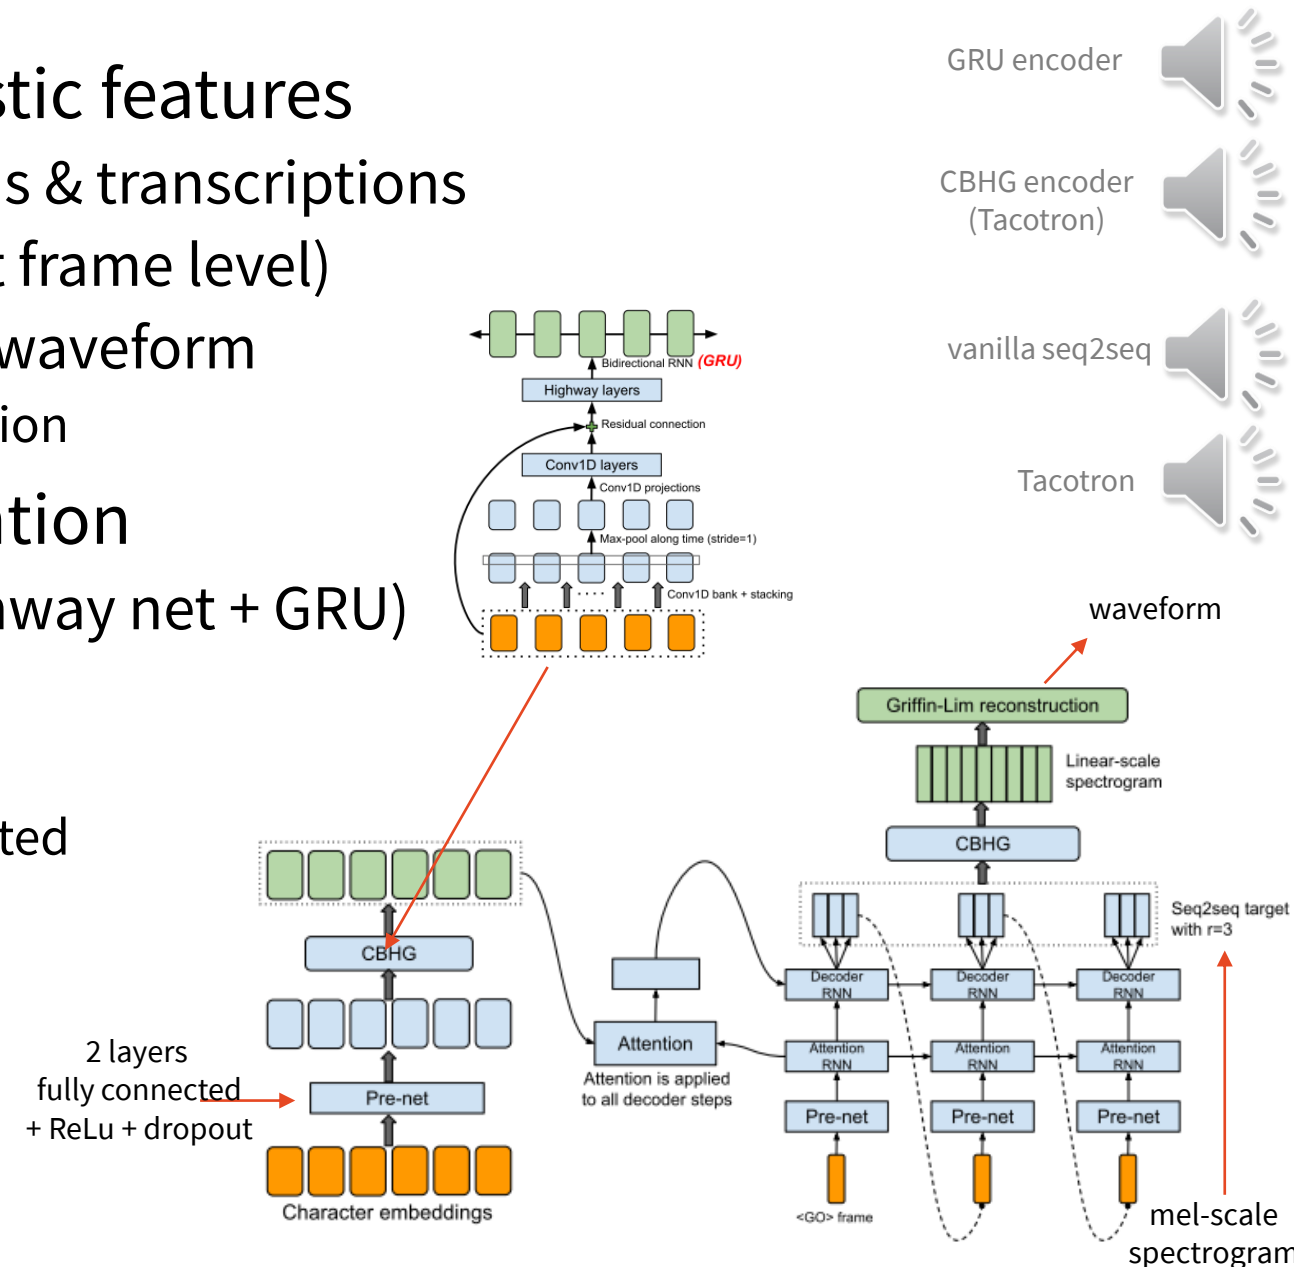 stic features
s & transcriptions
t frame level)
waveform
ion
ation
way net + GRU)
ted
GRU encoder
CBHG encoder
(Tacotron)
vanilla seq2seq
Tacotron
Bidirectional RNN (GRU)
Highway layers
Residual connection
Conv1D layers
Conv1D projections
Max-pool along time (stride=1)
Conv1D bank + stacking
waveform
Griffin-Lim reconstruction
Linear-scale
spectrogram
CBHG
Seq2seq target
with r=3
Decoder
RNN
Decoder
RNN
Decoder
RNN
Attention
RNN
Attention
RNN
Attention
RNN
Pre-net
Pre-net
Pre-net
<GO> frame
mel-scale
spectrogram
Attention
Attention is applied
to all decoder steps
CBHG
2 layers
fully connected
+ ReLu + dropout
Pre-net
Character embeddings